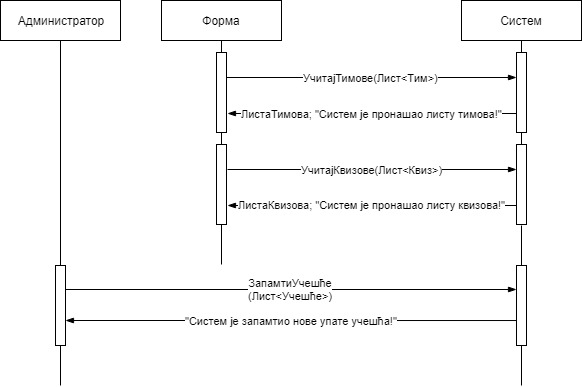 Администратор
Форма
Систем
УчитајТимове(Лист<Тим>)
ЛистаТимова; "Систем је пронашао листу тимова!"
УчитајКвизове(Лист<Квиз>)
ЛистаКвизова; "Систем је пронашао листу квизова!"
ЗапамтиУчешће
(Лист<Учешће>)
"Систем је запамтио нове упате учешћа!"